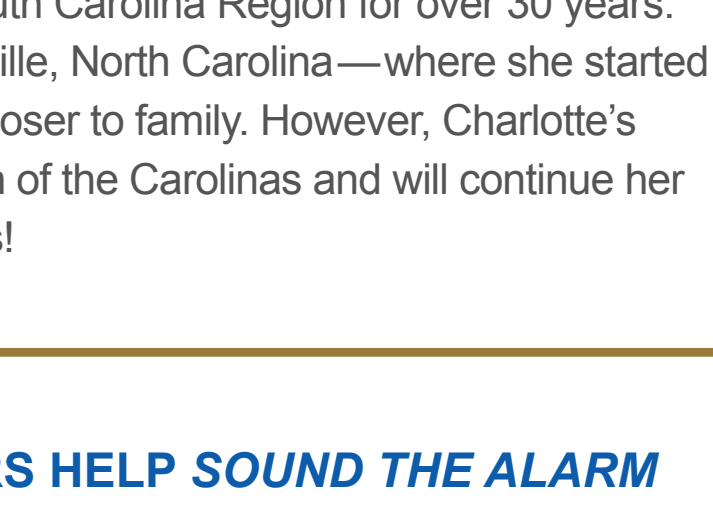 uth Carolina Region for over 30 years.
ille, North Carolina—where she started
oser to family. However, Charlotte’s
n of the Carolinas and will continue her
s!
RS HELP SOUND THE ALARM